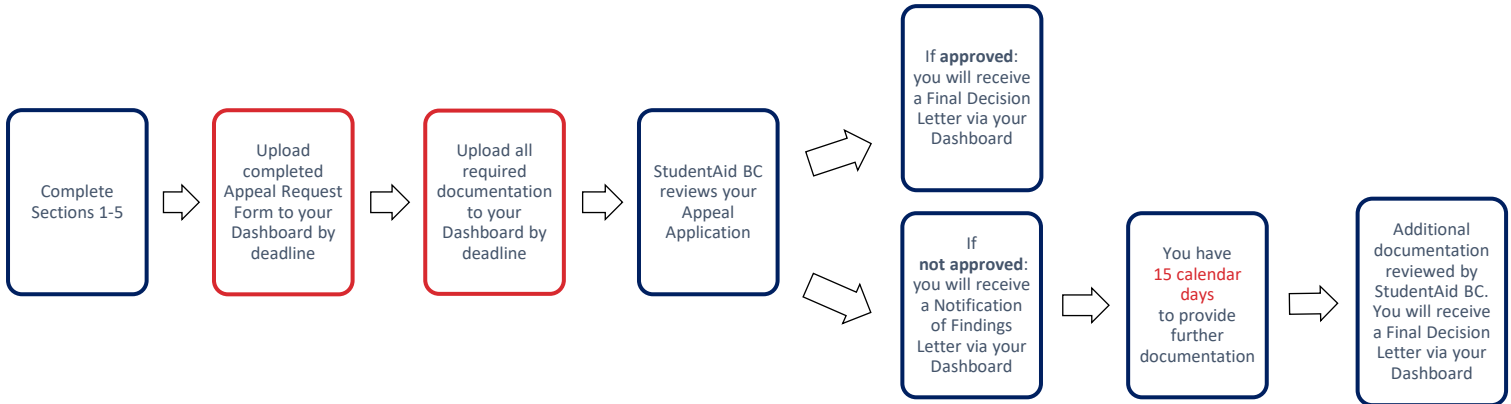 Complete
Sections 1-5
Upload
completed
Appeal Request
Form to your
Dashboard by
deadline
Upload all
required
documentation
to your
Dashboard by
deadline
StudentAid BC
reviews your
Appeal
Application
If approved:
you will receive
a Final Decision
Letter via your
Dashboard
If
not approved:
you will receive
a Notification
of Findings
Letter via your
Dashboard
You have
15 calendar
days
to provide
further
documentation
Additional
documentation
reviewed by
StudentAid BC.
You will receive
a Final Decision
Letter via your
Dashboard